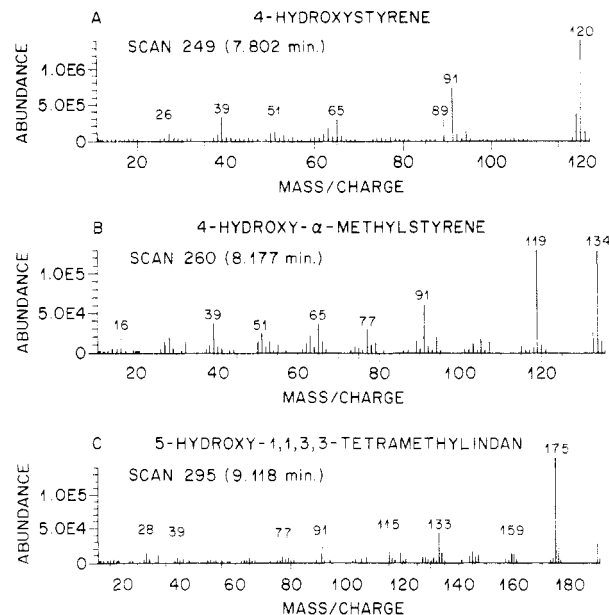 A 4-HYDROXYSTYRENE
SCAN 249 (7.802 min.)
ABUNDANCE
1.0E6
5.0E5
0
26 39 51 65 89 91 120
20 40 60 80 100 120
MASS/CHARGE
B 4-HYDROXY-α-METHYLSTYRENE
SCAN 260 (8.177 min.)
ABUNDANCE
1.0E5
5.0E4
0
16 39 51 65 77 91 119 134
20 40 60 80 100 120
MASS/CHARGE
C 5-HYDROXY-1,1,3,3-TETRAMETHYLINDAN
SCAN 295 (9.118 min.)
ABUNDANCE
1.0E5
5.0E4
0
28 39 77 91 115 133 159 175
20 40 60 80 100 120 140 160 180
MASS/CHARGE